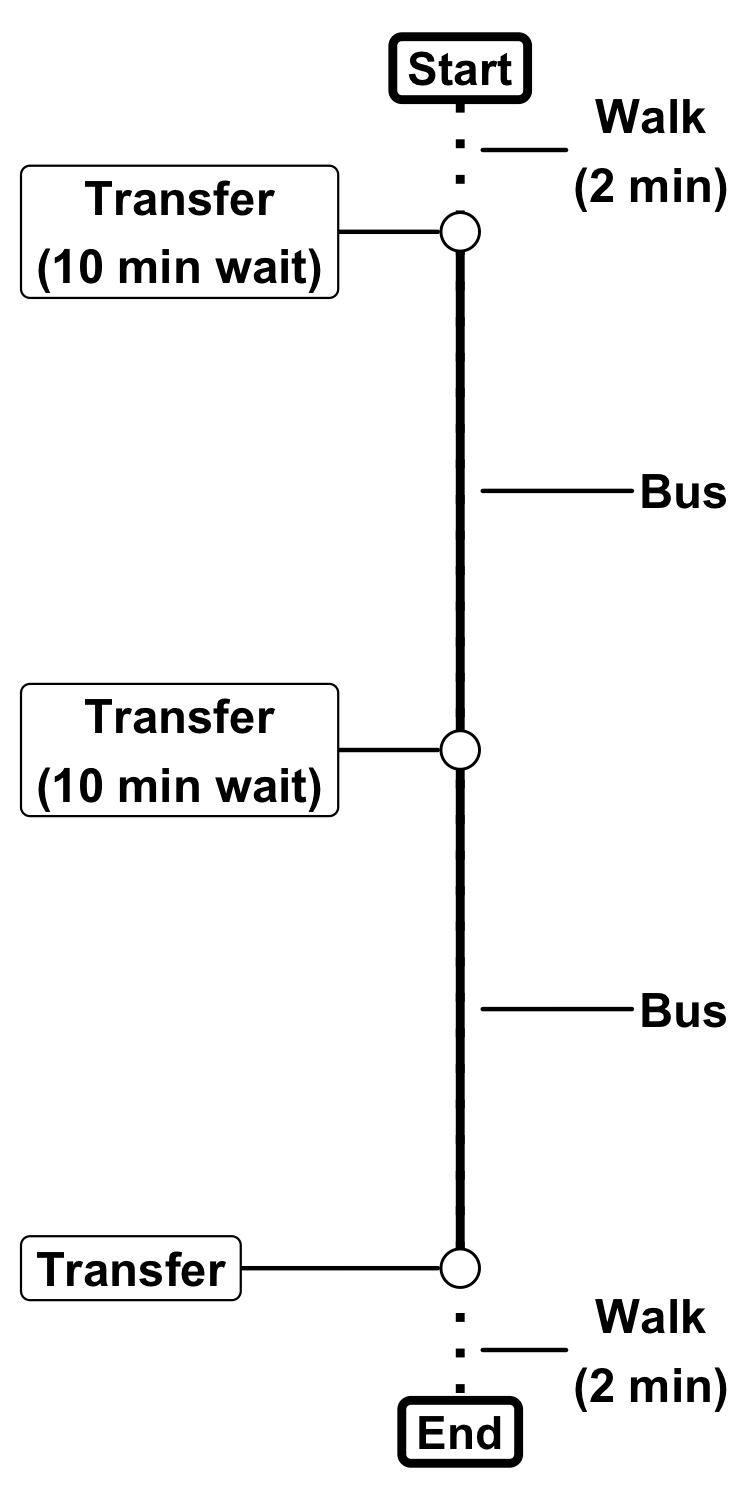 Start
Walk
(2 min)
Transfer
(10 min wait)
Bus
Transfer
(10 min wait)
Bus
Transfer
Walk
(2 min)
End